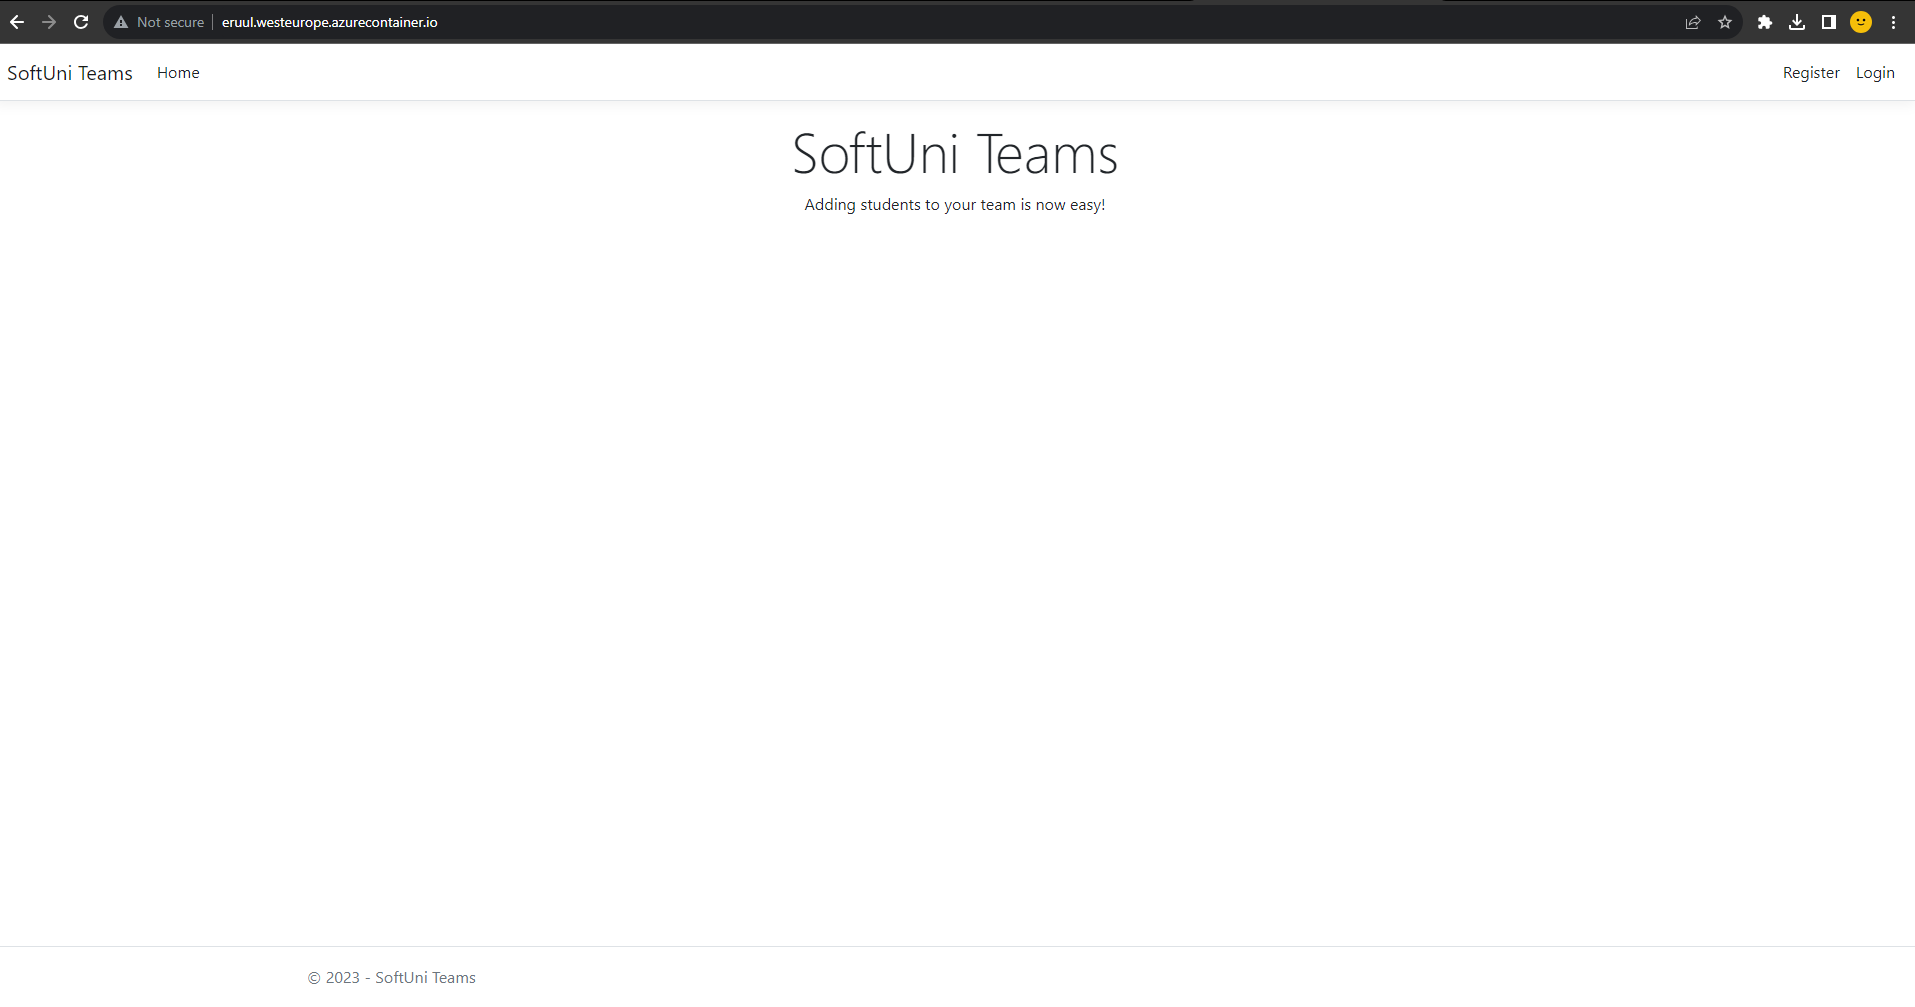 Not secure eruul.westeurope.azurecontainer.io
SoftUni Teams Home Register Login
SoftUni Teams
Adding students to your team is now easy!
© 2023 - SoftUni Teams